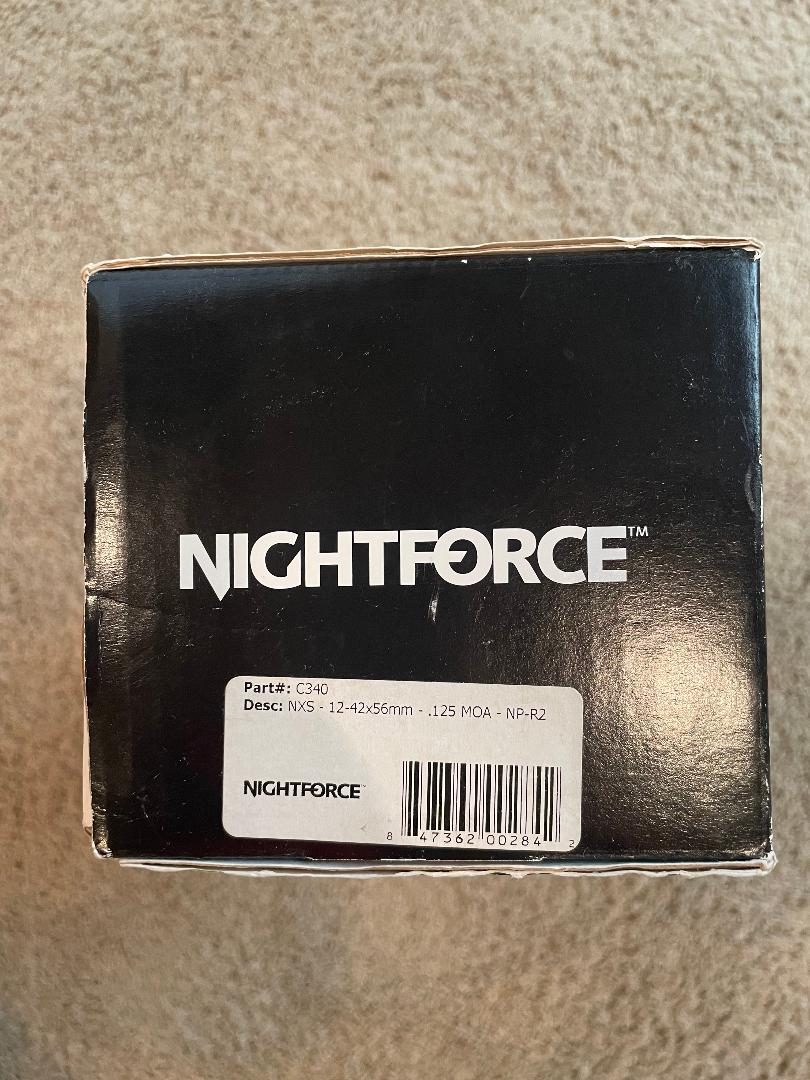 NIGHTFORCE™
Part#: C340
Desc: NXS - 12-42x56mm - .125 MOA - NP-R2
NIGHTFORCE™
8 47362 00284 2